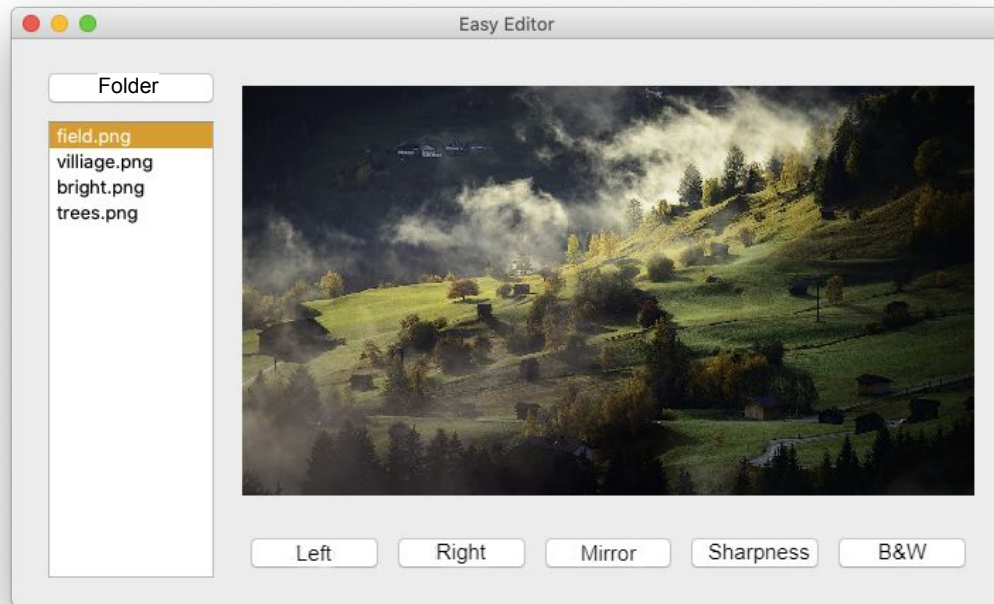 Easy Editor
Folder
field.png
villiage.png
bright.png
trees.png
Left
Right
Mirror
Sharpness
B&W